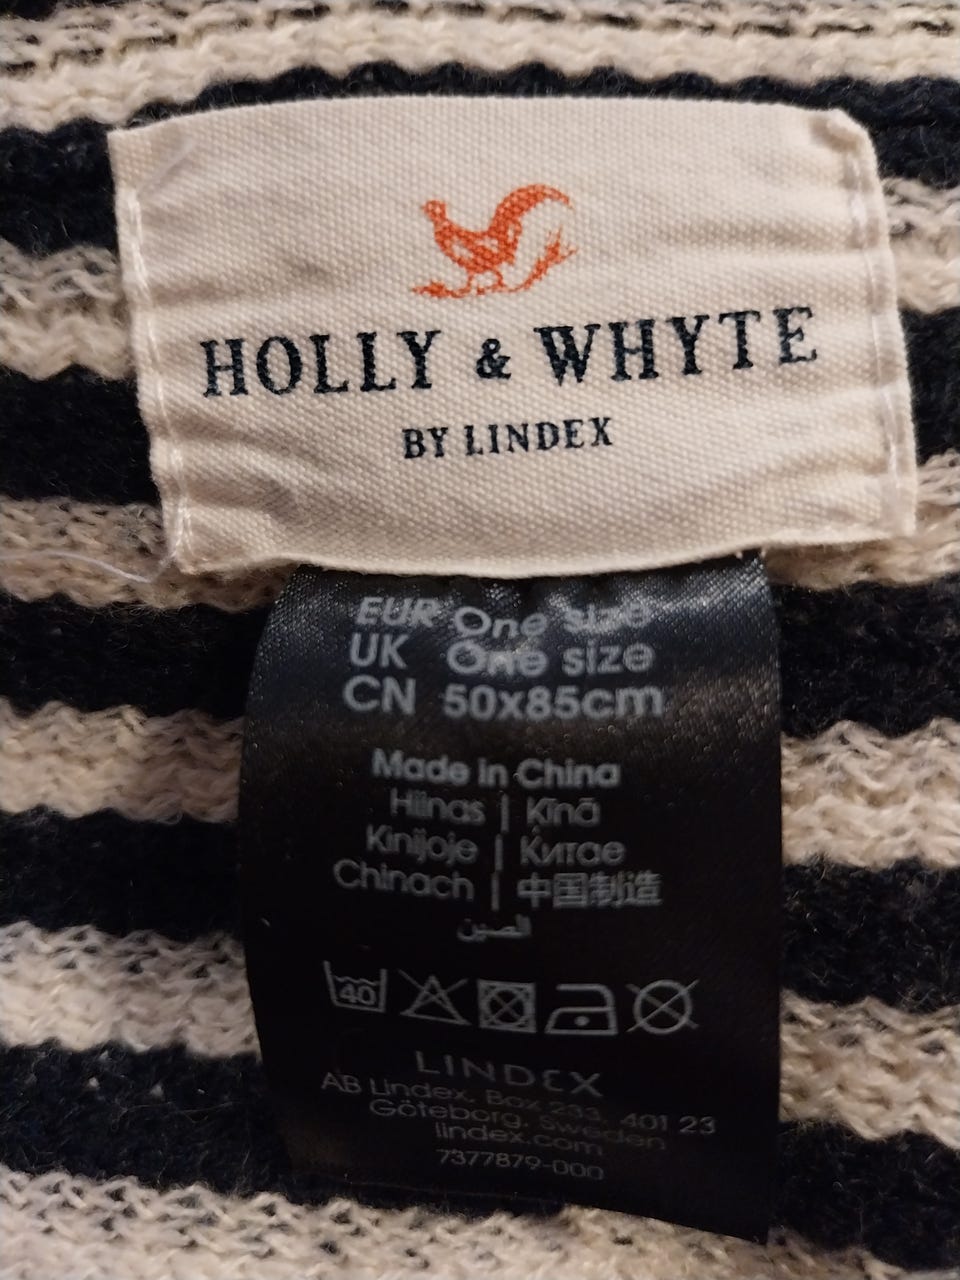 HOLLY & WHYTE
BY LINDEX
EUR One size
UK One size
CN 50x85cm
Made in China
Hiinas | Ķīnā
Kinijoje | Китае
Chinach | 中国制造
الصين
40
LINDEX
AB Lindex, Box 233, 401 23
Göteborg, Sweden
lindex.com
7377879-000